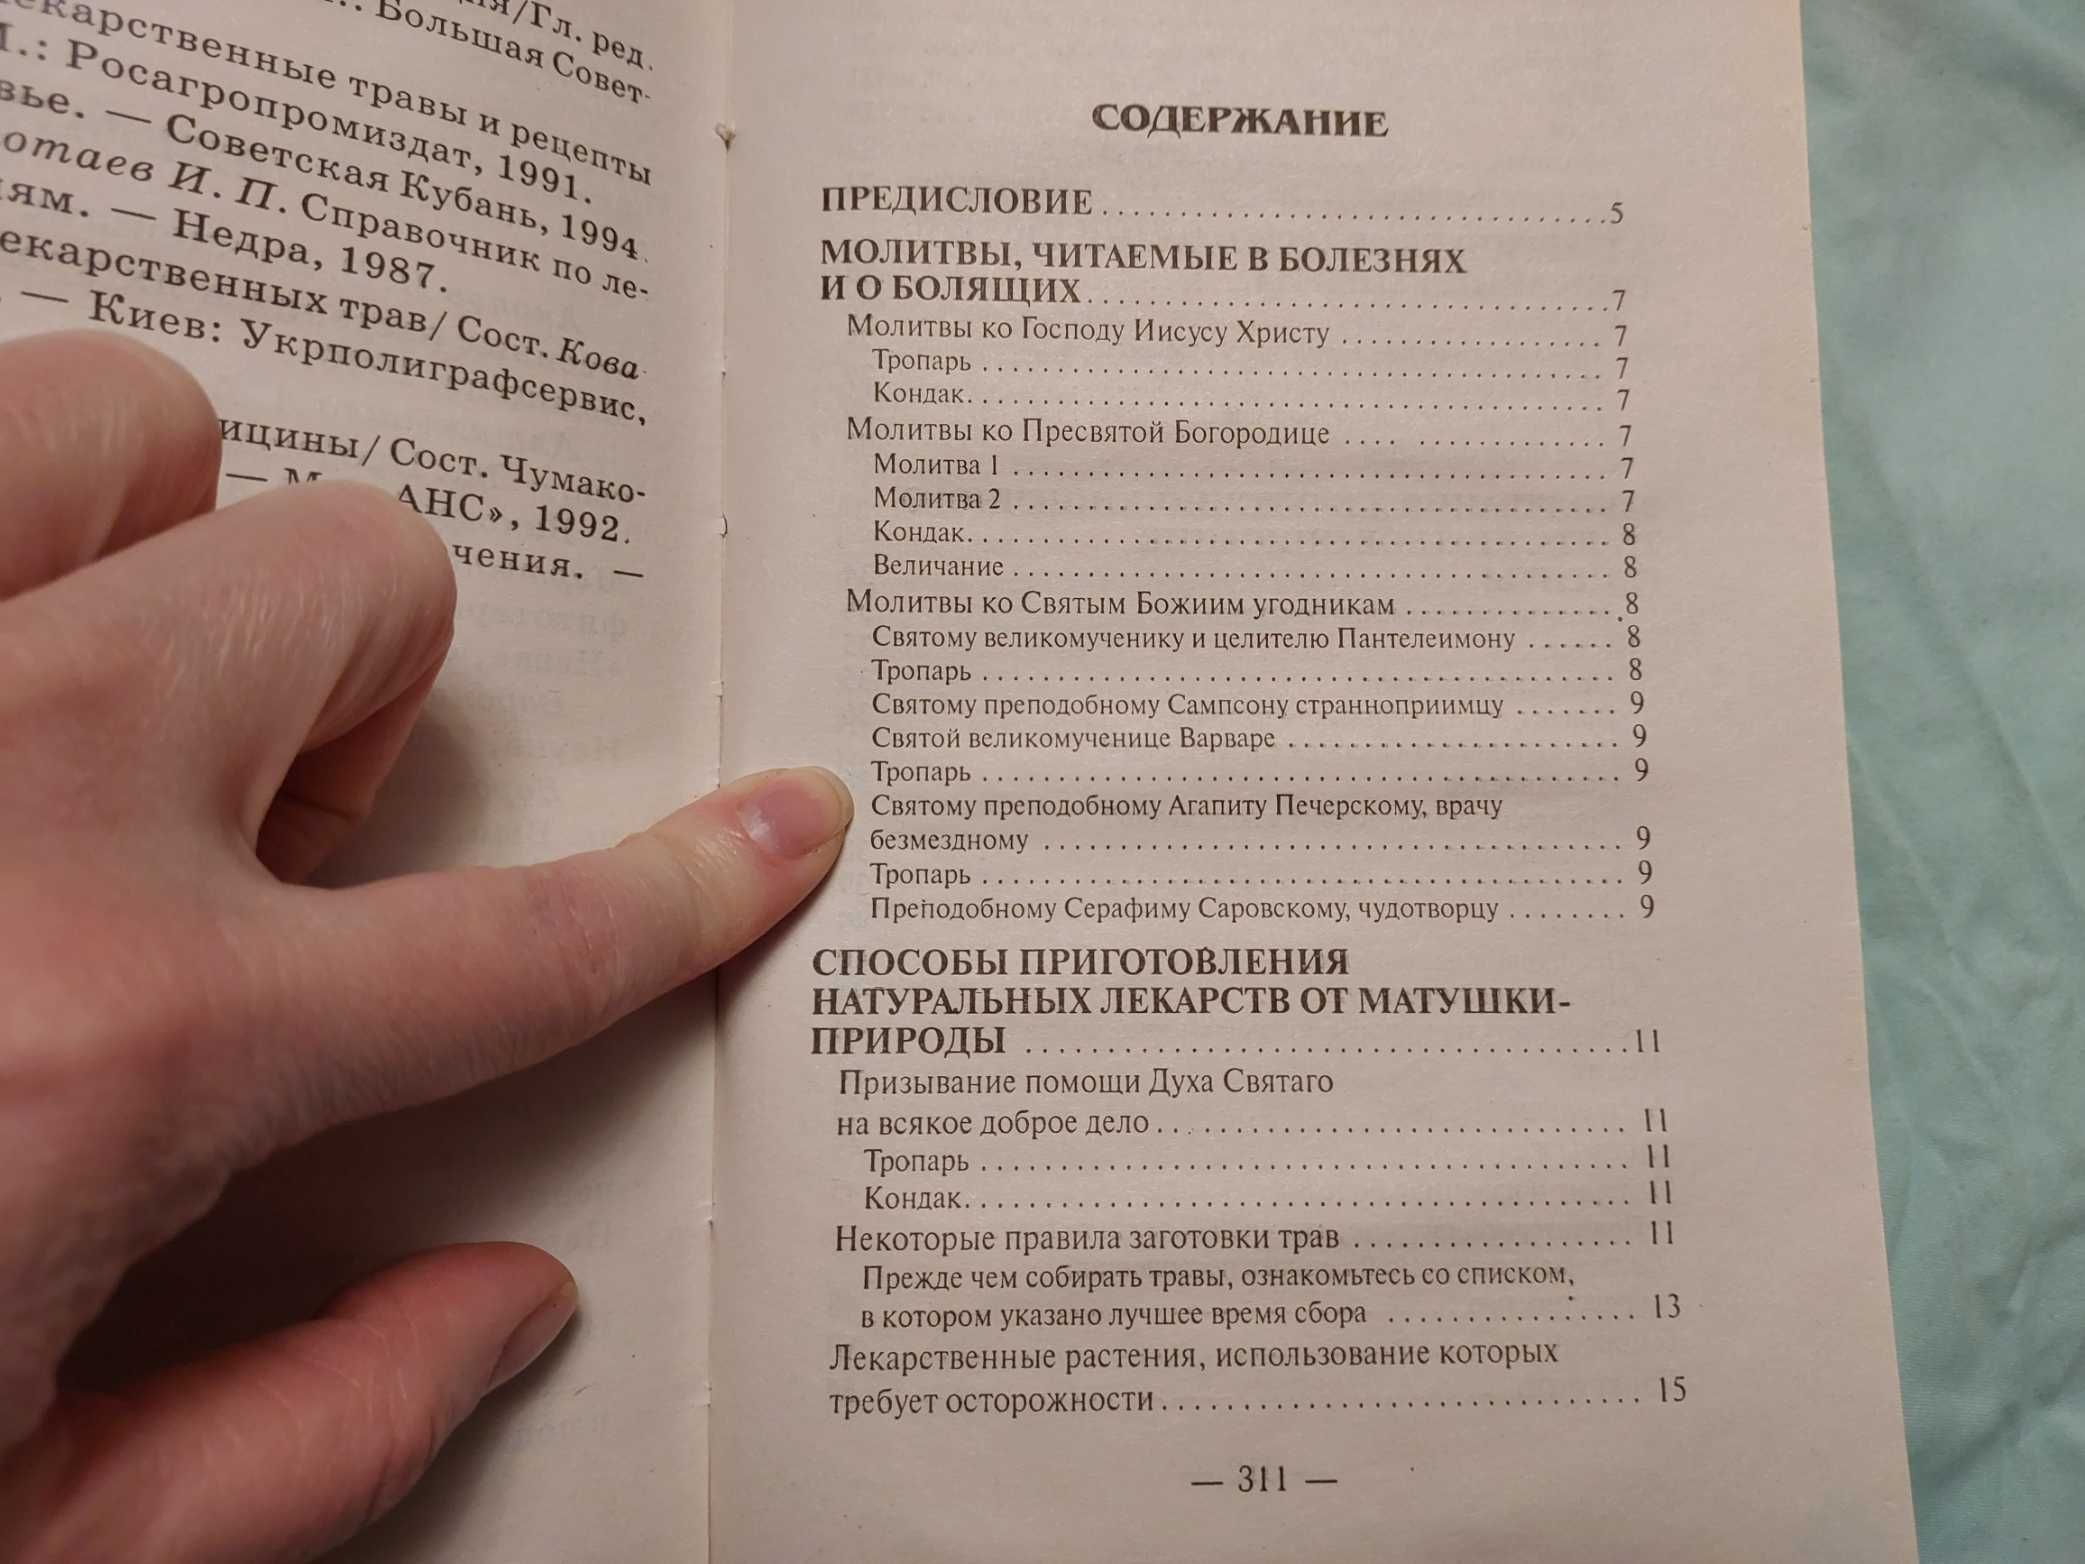 /Гл. ред.
Большая Совет-
лекарственные травы и рецепты
М.: Росагропромиздат, 1991.
— Советская Кубань, 1994.
И. П. Справочник по ле-
— Недра, 1987.
лекарственных трав/ Сост. Кова
— Киев: Укрполиграфсервис,
Сост. Чумако-
АНС», 1992.
—
СОДЕРЖАНИЕ
ПРЕДИСЛОВИЕ . . . . . 5
МОЛИТВЫ, ЧИТАЕМЫЕ В БОЛЕЗНЯХ
И О БОЛЯЩИХ . . . . . 7
Молитвы ко Господу Иисусу Христу . . . . . 7
Тропарь . . . . . 7
Кондак . . . . . 7
Молитвы ко Пресвятой Богородице . . . . . 7
Молитва 1 . . . . . 7
Молитва 2 . . . . . 7
Кондак . . . . . 8
Величание . . . . . 8
Молитвы ко Святым Божиим угодникам . . . . . 8
Святому великомученику и целителю Пантелеимону . . . . . 8
Тропарь . . . . . 8
Святому преподобному Сампсону странноприимцу . . . . . 9
Святой великомученице Варваре . . . . . 9
Тропарь . . . . . 9
Святому преподобному Агапиту Печерскому, врачу
безмездному . . . . . 9
Тропарь . . . . . 9
Преподобному Серафиму Саровскому, чудотворцу . . . . . 9
СПОСОБЫ ПРИГОТОВЛЕНИЯ
НАТУРАЛЬНЫХ ЛЕКАРСТВ ОТ МАТУШКИ-
ПРИРОДЫ . . . . . 11
Призывание помощи Духа Святаго
на всякое доброе дело . . . . . 11
Тропарь . . . . . 11
Кондак . . . . . 11
Некоторые правила заготовки трав . . . . . 11
Прежде чем собирать травы, ознакомьтесь со списком,
в котором указано лучшее время сбора . . . . . 13
Лекарственные растения, использование которых
требует осторожности . . . . . 15
— 311 —